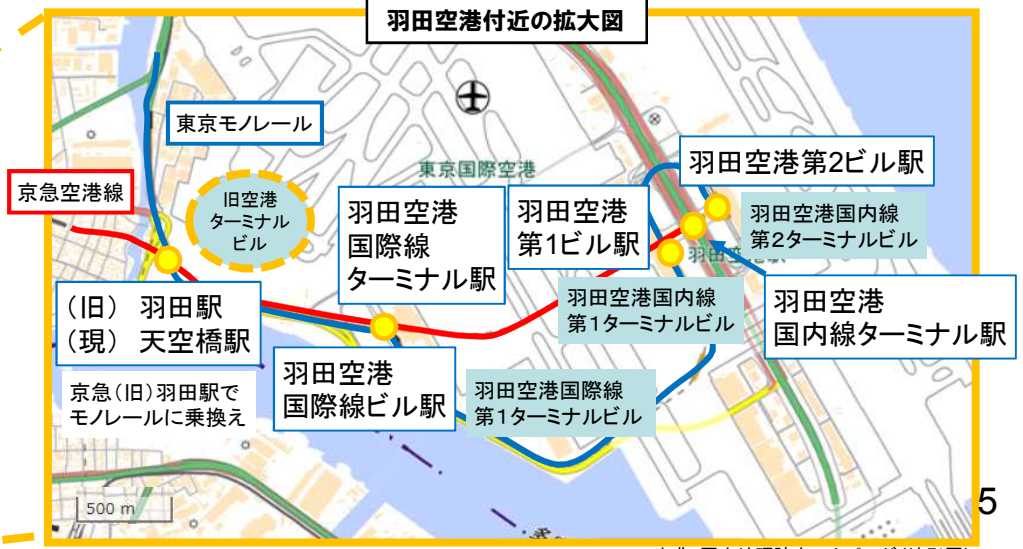 羽田空港付近の拡大図
東京モノレール
東京国際空港
羽田空港第2ビル駅
京急空港線
旧空港
ターミナル
ビル
羽田空港
国際線
ターミナル駅
羽田空港
第1ビル駅
羽田空港国内線
第2ターミナルビル
(旧) 羽田駅
(現) 天空橋駅
羽田空港国内線
第1ターミナルビル
羽田空港
国内線ターミナル駅
京急(旧)羽田駅で
モノレールに乗換え
羽田空港
国際線ビル駅
羽田空港国際線
第1ターミナルビル
500 m
5